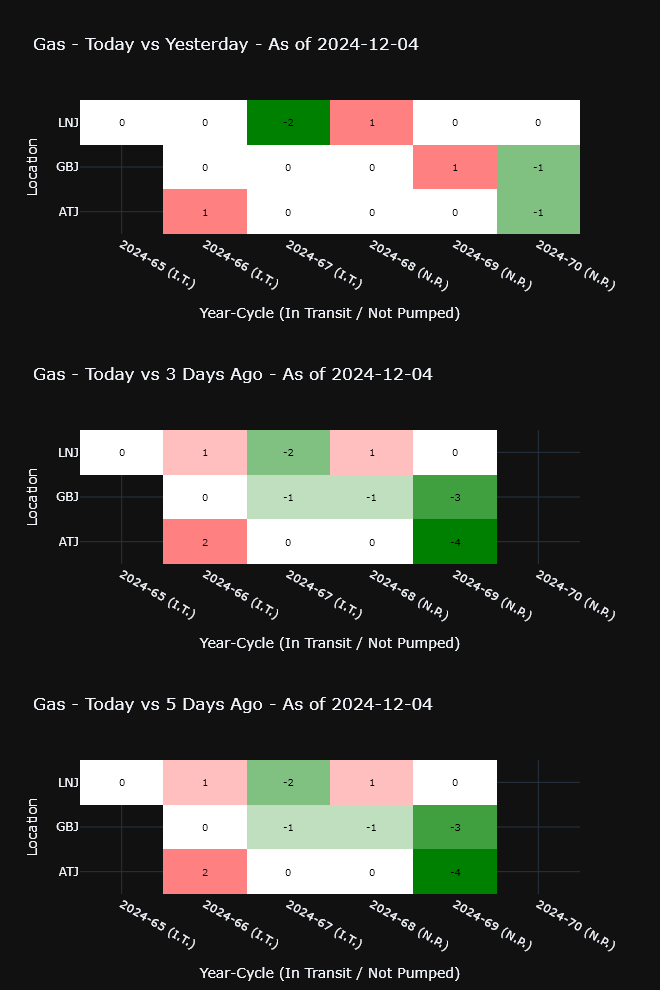 Gas - Today vs Yesterday - As of 2024-12-04
Location
LNJ 0 0 -2 1 0 0
GBJ 0 0 0 1 -1
ATJ 1 0 0 0 -1
2024-65 (I.T.) 2024-66 (I.T.) 2024-67 (I.T.) 2024-68 (N.P.) 2024-69 (N.P.) 2024-70 (N.P.)
Year-Cycle (In Transit / Not Pumped)
Gas - Today vs 3 Days Ago - As of 2024-12-04
Location
LNJ 0 1 -2 1 0
GBJ 0 -1 -1 -3
ATJ 2 0 0 -4
2024-65 (I.T.) 2024-66 (I.T.) 2024-67 (I.T.) 2024-68 (N.P.) 2024-69 (N.P.) 2024-70 (N.P.)
Year-Cycle (In Transit / Not Pumped)
Gas - Today vs 5 Days Ago - As of 2024-12-04
Location
LNJ 0 1 -2 1 0
GBJ 0 -1 -1 -3
ATJ 2 0 0 -4
2024-65 (I.T.) 2024-66 (I.T.) 2024-67 (I.T.) 2024-68 (N.P.) 2024-69 (N.P.) 2024-70 (N.P.)
Year-Cycle (In Transit / Not Pumped)